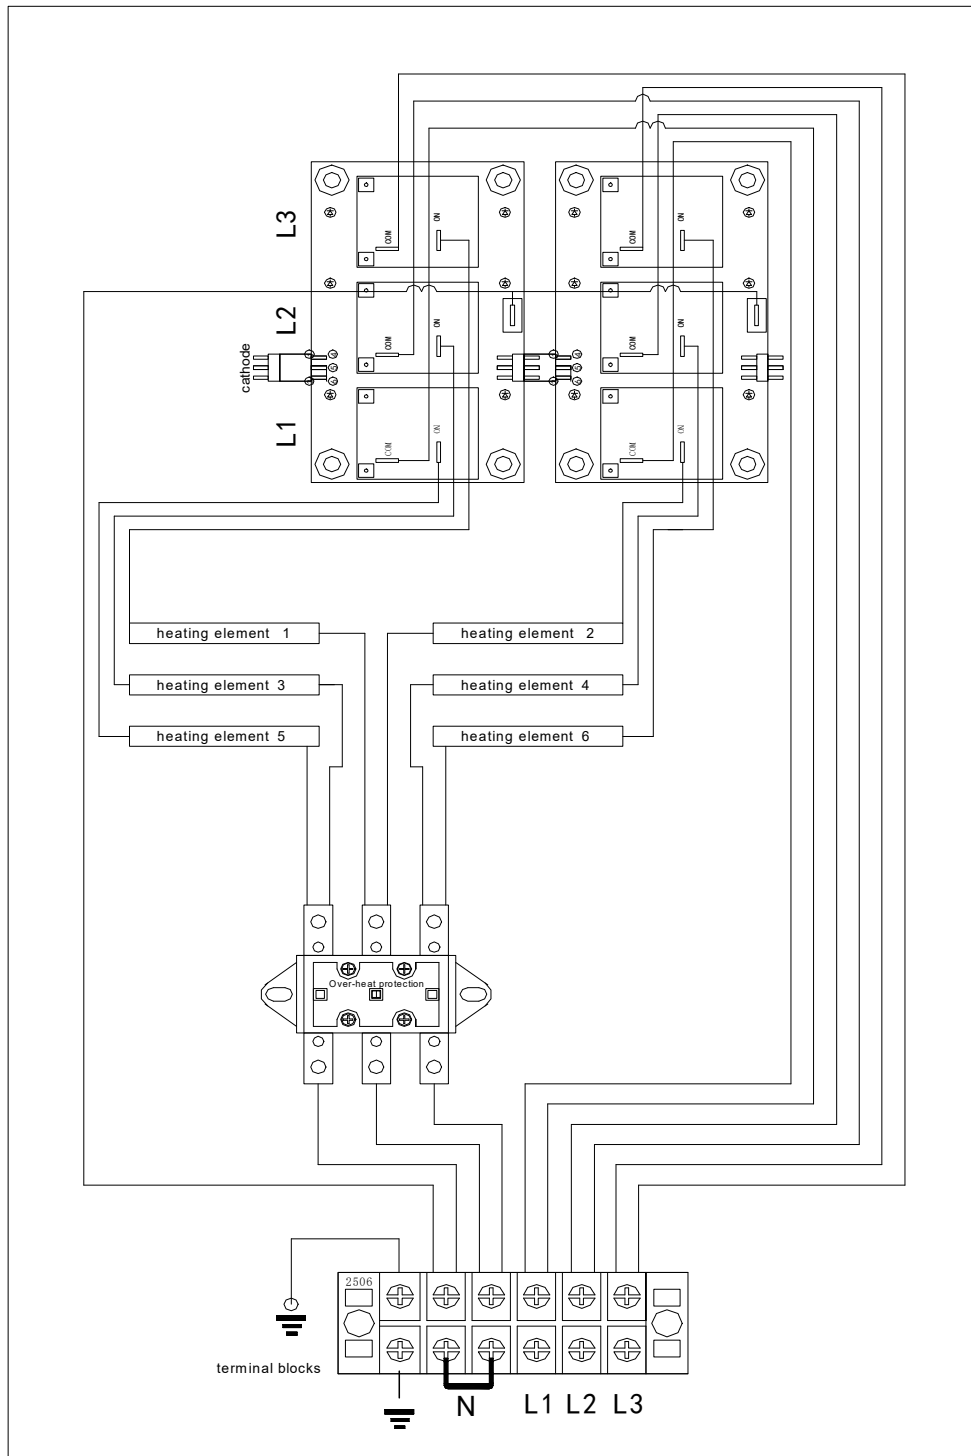 L3
COM
ON
COM
ON
L2
COM
ON
COM
ON
cathode
L1
COM
ON
COM
ON
heating element 1
heating element 2
heating element 3
heating element 4
heating element 5
heating element 6
Over-heat protection
2506
terminal blocks
N
L1
L2
L3